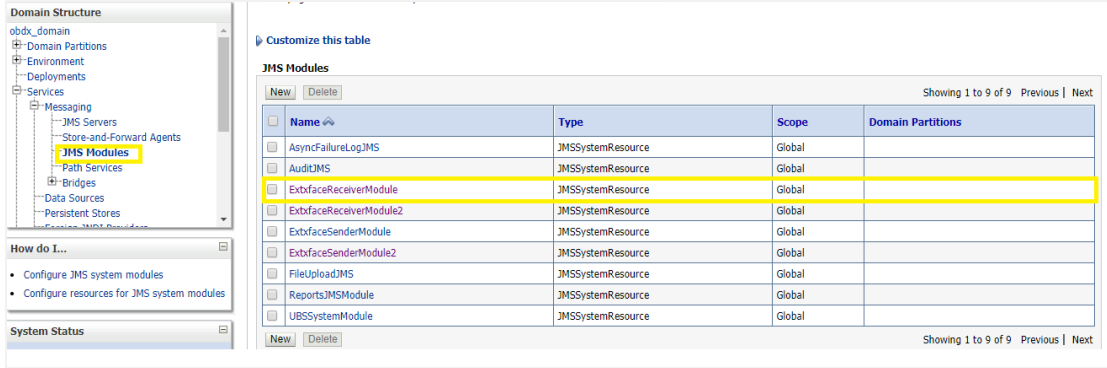 Domain Structure
obdx_domain
Domain Partitions
Environment
Deployments
Services
Messaging
JMS Servers
Store-and-Forward Agents
JMS Modules
Path Services
Bridges
Data Sources
Persistent Stores
How do I...
Configure JMS system modules
Configure resources for JMS system modules
System Status
Customize this table
JMS Modules
New Delete Showing 1 to 9 of 9 Previous | Next
Name Type Scope Domain Partitions
AsyncFailureLogJMS JMSSystemResource Global
AuditJMS JMSSystemResource Global
ExtxfaceReceiverModule JMSSystemResource Global
ExtxfaceReceiverModule2 JMSSystemResource Global
ExtxfaceSenderModule JMSSystemResource Global
ExtxfaceSenderModule2 JMSSystemResource Global
FileUploadJMS JMSSystemResource Global
ReportsJMSModule JMSSystemResource Global
UBSSystemModule JMSSystemResource Global
New Delete Showing 1 to 9 of 9 Previous | Next